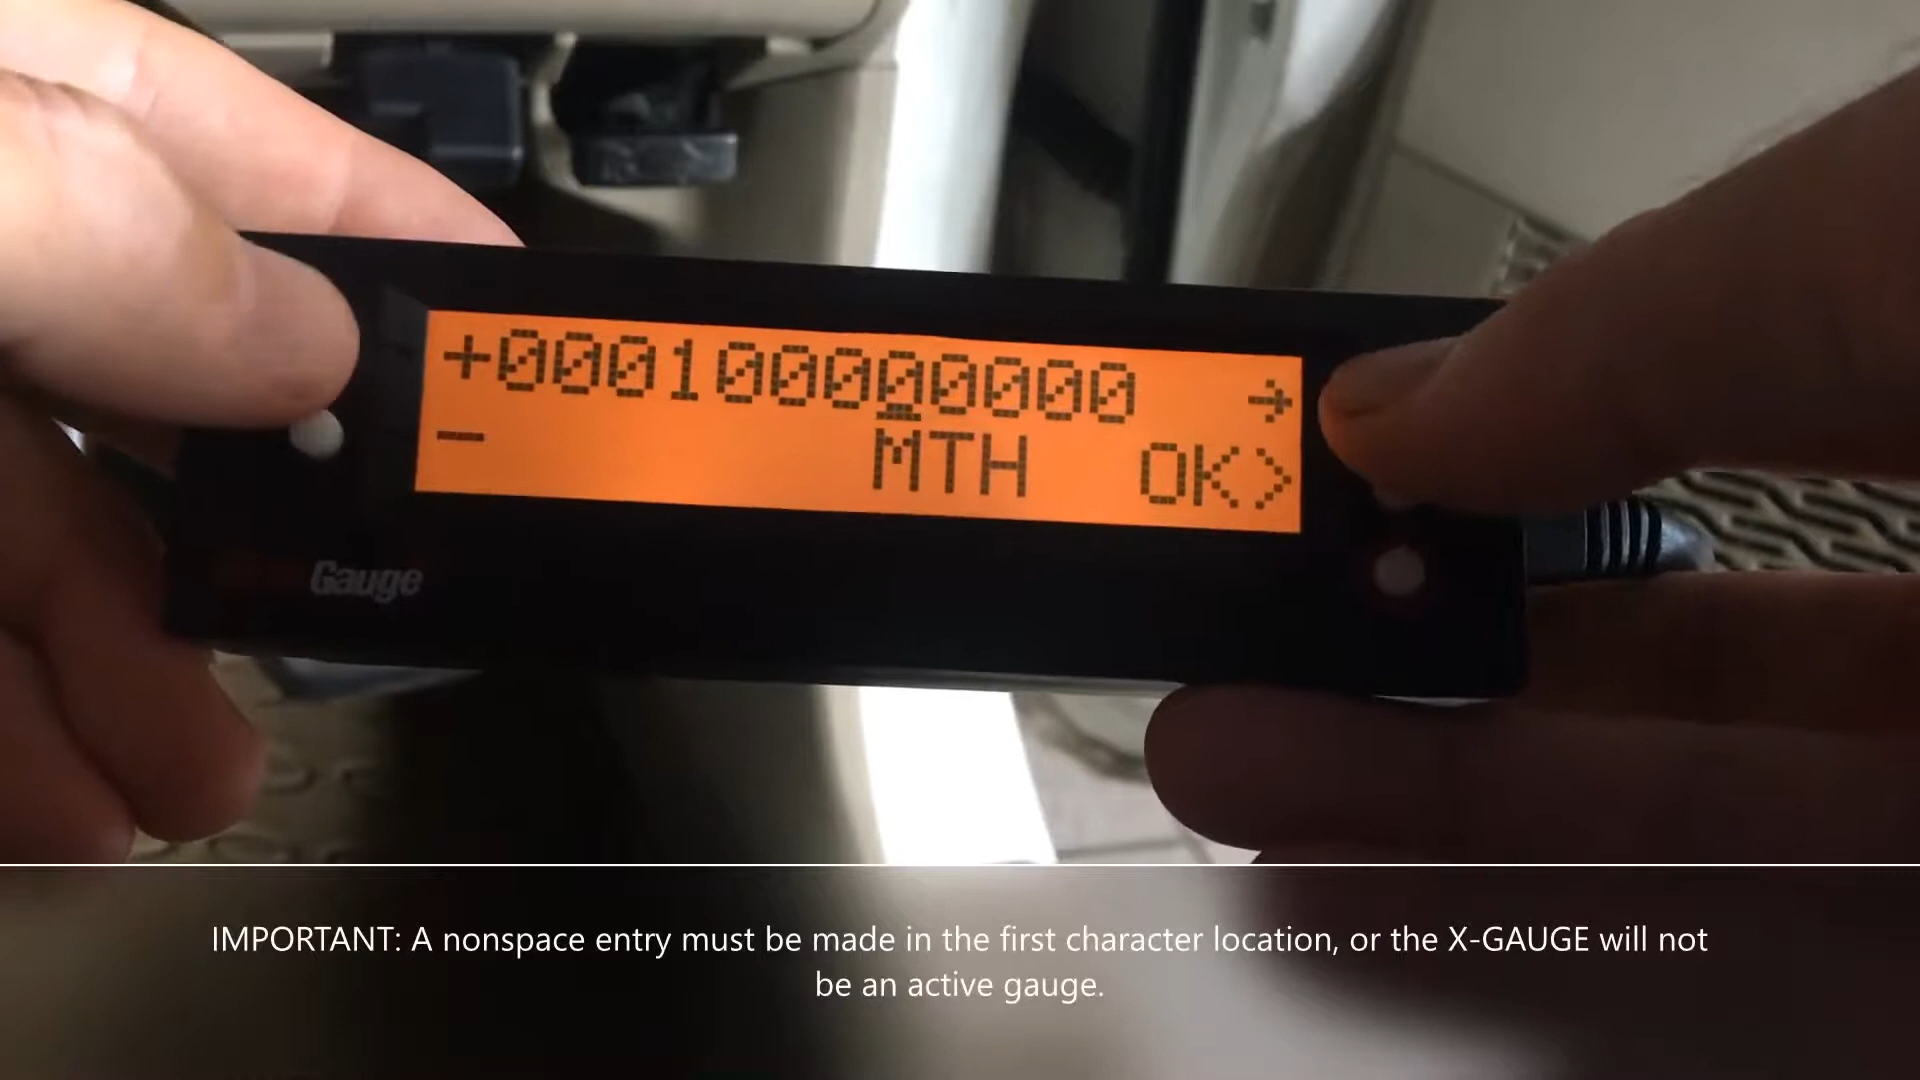 +000100000000 →
- MTH OK>
Gauge
IMPORTANT: A nonspace entry must be made in the first character location, or the X-GAUGE will not
be an active gauge.